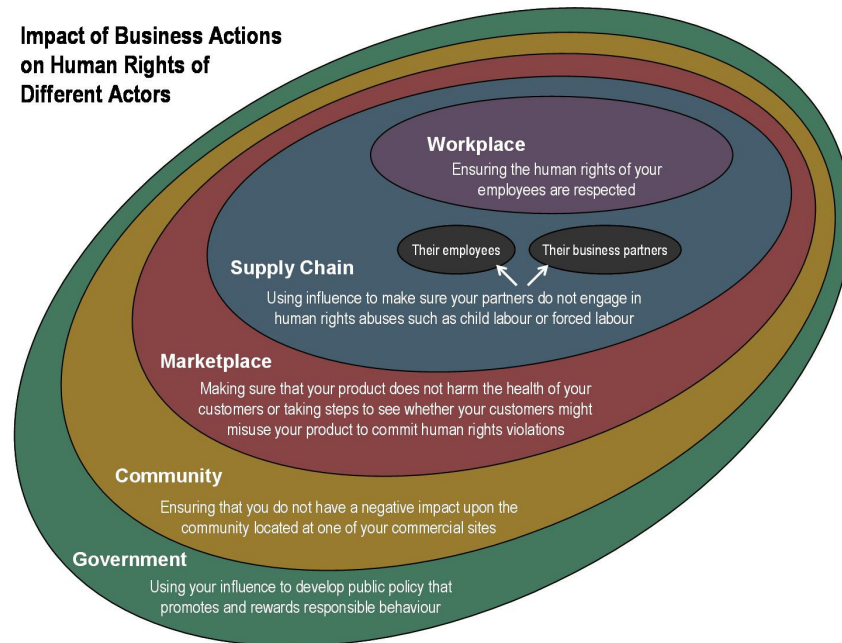 Impact of Business Actions
on Human Rights of
Different Actors
Workplace
Ensuring the human rights of your
employees are respected
Their employees
Their business partners
Supply Chain
Using influence to make sure your partners do not engage in
human rights abuses such as child labour or forced labour
Marketplace
Making sure that your product does not harm the health of your
customers or taking steps to see whether your customers might
misuse your product to commit human rights violations
Community
Ensuring that you do not have a negative impact upon the
community located at one of your commercial sites
Government
Using your influence to develop public policy that
promotes and rewards responsible behaviour